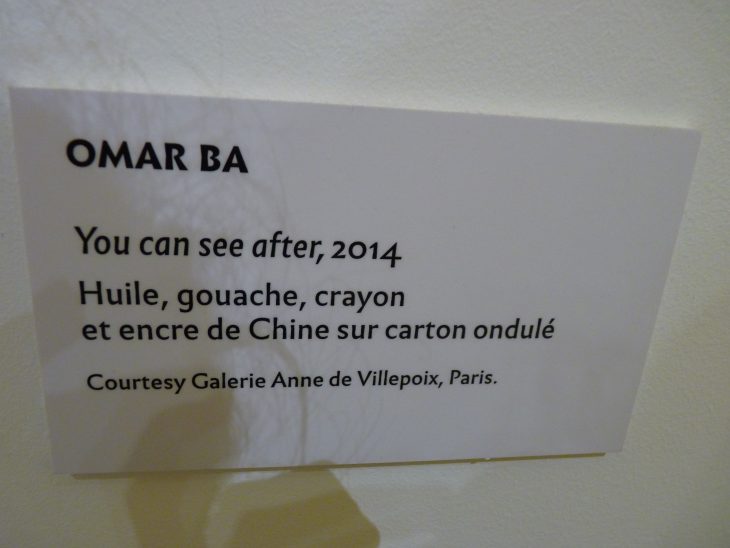 OMAR BA
You can see after, 2014
Huile, gouache, crayon
et encre de Chine sur carton ondulé
Courtesy Galerie Anne de Villepoix, Paris.